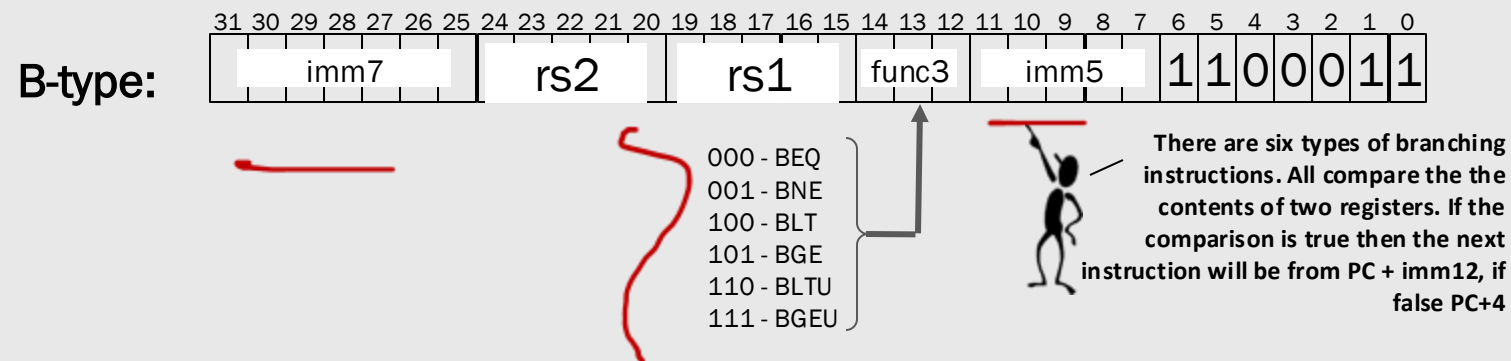 31 30 29 28 27 26 25 24 23 22 21 20 19 18 17 16 15 14 13 12 11 10 9 8 7 6 5 4 3 2 1 0
B-type: imm7 rs2 rs1 func3 imm5 1 1 0 0 0 1 1
000 - BEQ
001 - BNE
100 - BLT
101 - BGE
110 - BLTU
111 - BGEU
There are six types of branching
instructions. All compare the the
contents of two registers. If the
comparison is true then the next
instruction will be from PC + imm12, if
false PC+4